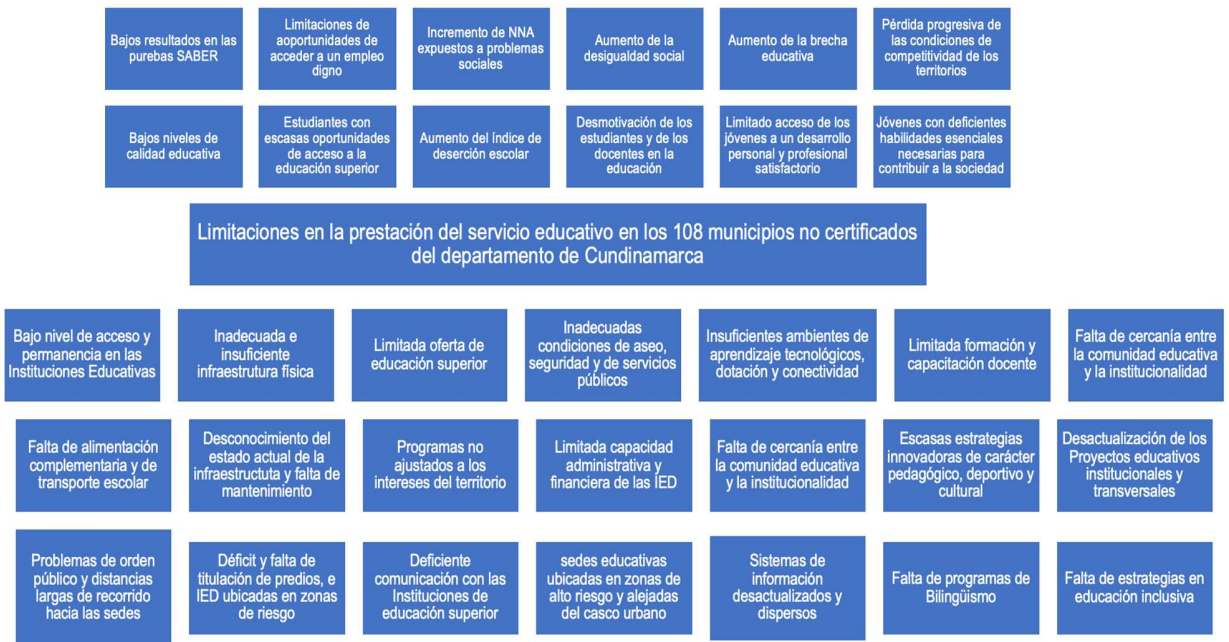 Bajos resultados en las
purebas SABER
Limitaciones de
aoportunidades de
acceder a un empleo
digno
Incremento de NNA
expuestos a problemas
sociales
Aumento de la
desigualdad social
Aumento de la brecha
educativa
Pérdida progresiva de
las condiciones de
competitividad de los
territorios
Bajos niveles de
calidad educativa
Estudiantes con
escasas oportunidades
de acceso a la
educación superior
Aumento del índice de
deserción escolar
Desmotivación de los
estudiantes y de los
docentes en la
educación
Limitado acceso de los
jóvenes a un desarrollo
personal y profesional
satisfactorio
Jóvenes con deficientes
habilidades esenciales
necesarias para
contribuir a la sociedad
Limitaciones en la prestación del servicio educativo en los 108 municipios no certificados
del departamento de Cundinamarca
Bajo nivel de acceso y
permanencia en las
Instituciones Educativas
Inadecuada e
insuficiente
infraestrutura física
Limitada oferta de
educación superior
Inadecuadas
condiciones de aseo,
seguridad y de servicios
públicos
Insuficientes ambientes de
aprendizaje tecnológicos,
dotación y conectividad
Limitada formación y
capacitación docente
Falta de cercanía entre
la comunidad educativa
y la institucionalidad
Falta de alimentación
complementaria y de
transporte escolar
Desconocimiento del
estado actual de la
infraestructuta y falta de
mantenimiento
Programas no
ajustados a los
intereses del territorio
Limitada capacidad
administrativa y
financiera de las IED
Falta de cercanía entre
la comunidad educativa
y la institucionalidad
Escasas estrategias
innovadoras de carácter
pedagógico, deportivo y
cultural
Desactualización de los
Proyectos educativos
institucionales y
transversales
Problemas de orden
público y distancias
largas de recorrido
hacia las sedes
Déficit y falta de
titulación de predios, e
IED ubicadas en zonas
de riesgo
Deficiente
comunicación con las
Instituciones de
educación superior
sedes educativas
ubicadas en zonas de
alto riesgo y alejadas
del casco urbano
Sistemas de
información
desactualizados y
dispersos
Falta de programas de
Bilingüismo
Falta de estrategias en
educación inclusiva